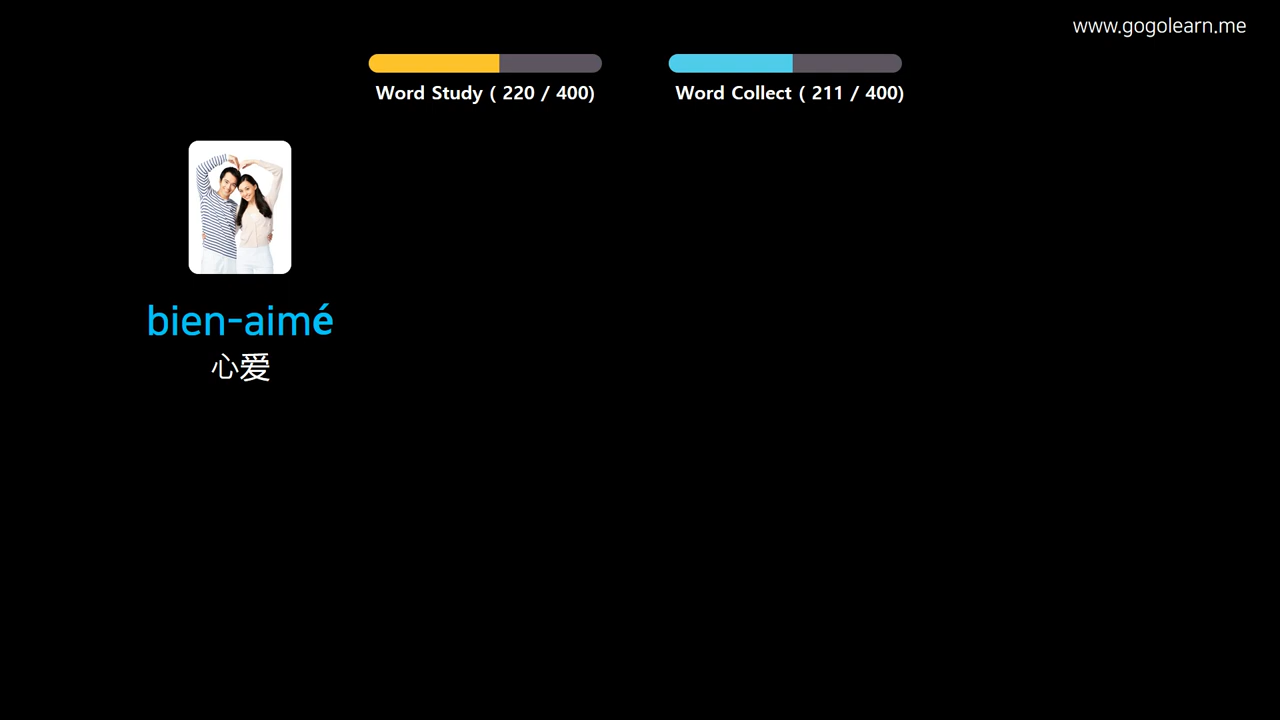 www.gogolearn.me
Word Study ( 220 / 400)
Word Collect ( 211 / 400)
bien-aimé
心爱